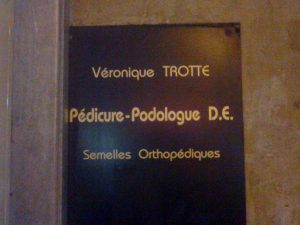 Véronique TROTTE
Pédicure-Podologue D.E.
Semelles Orthopédiques